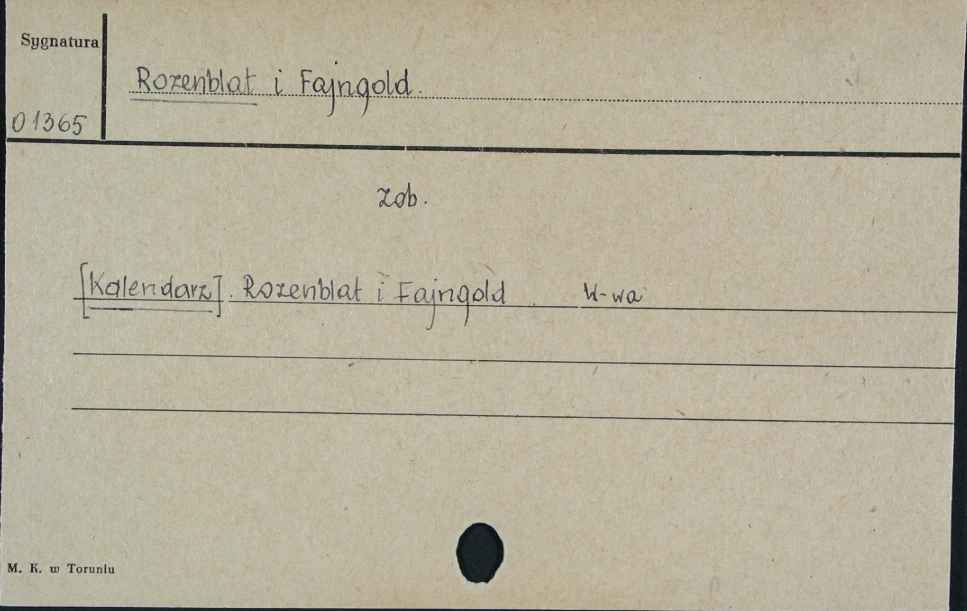 Sygnatura
Rozenblat i Fajngold.
01365
zob.
[Kalendarz]. Rozenblat i Fajngold. W-wa
M. K. w Toruniu